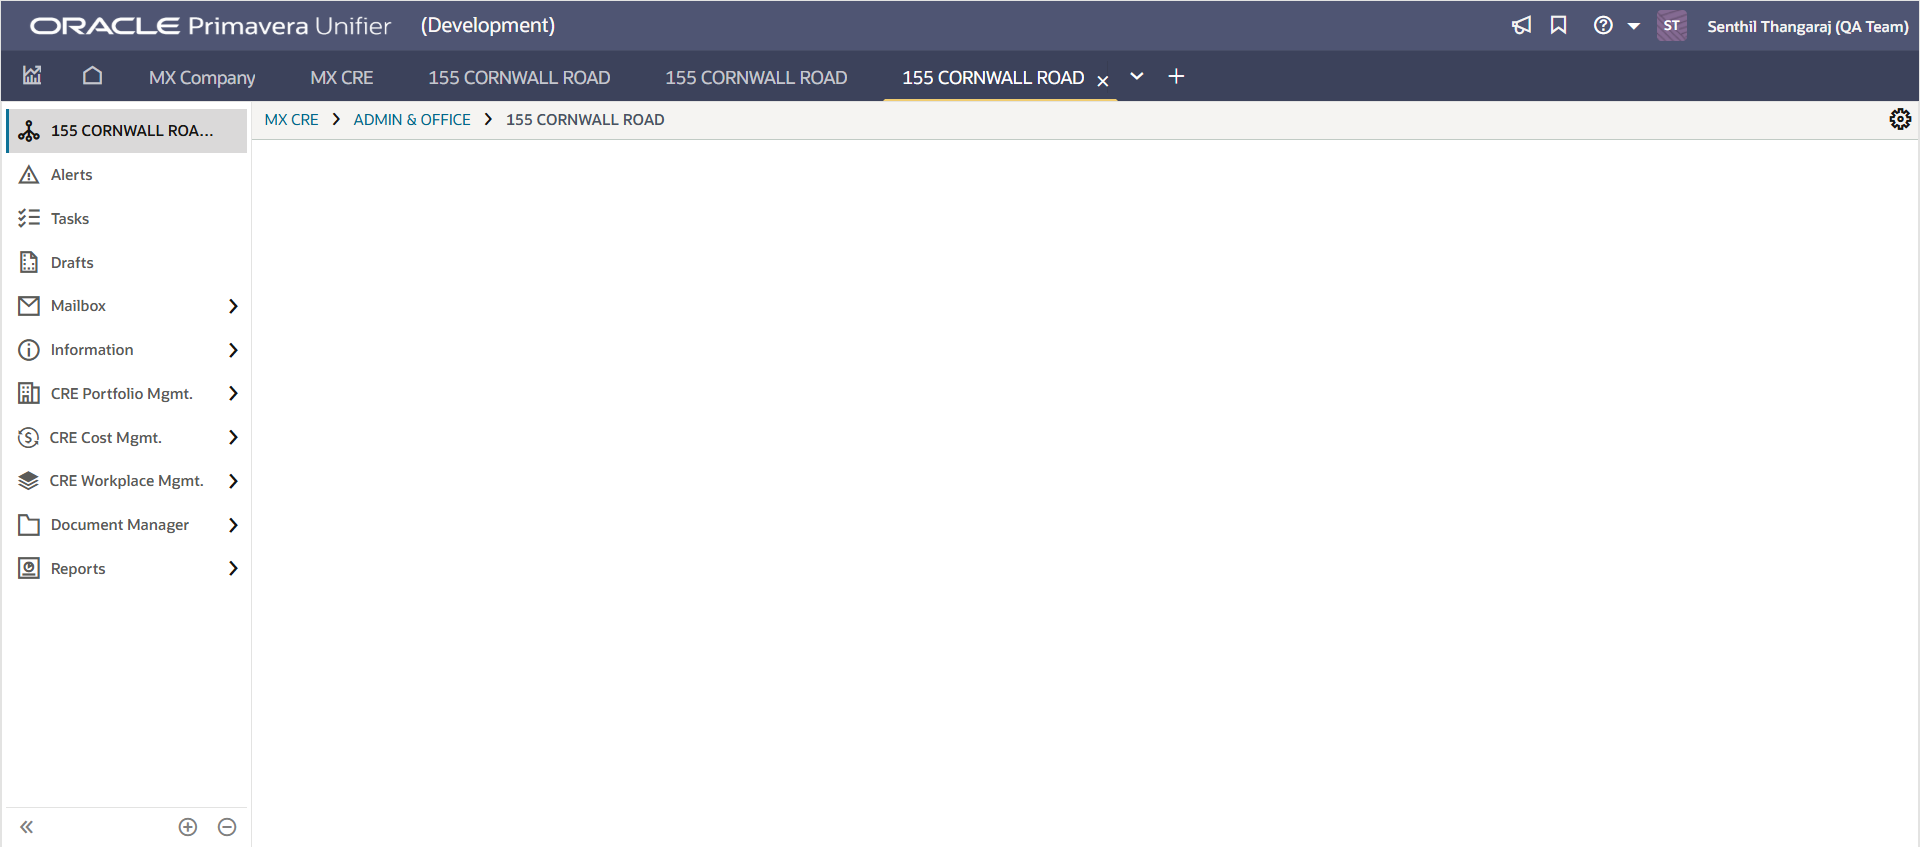 ORACLE Primavera Unifier (Development)
ST Senthil Thangaraj (QA Team)
MX Company MX CRE 155 CORNWALL ROAD 155 CORNWALL ROAD 155 CORNWALL ROAD
MX CRE > ADMIN & OFFICE > 155 CORNWALL ROAD
155 CORNWALL ROA...
Alerts
Tasks
Drafts
Mailbox
Information
CRE Portfolio Mgmt.
CRE Cost Mgmt.
CRE Workplace Mgmt.
Document Manager
Reports